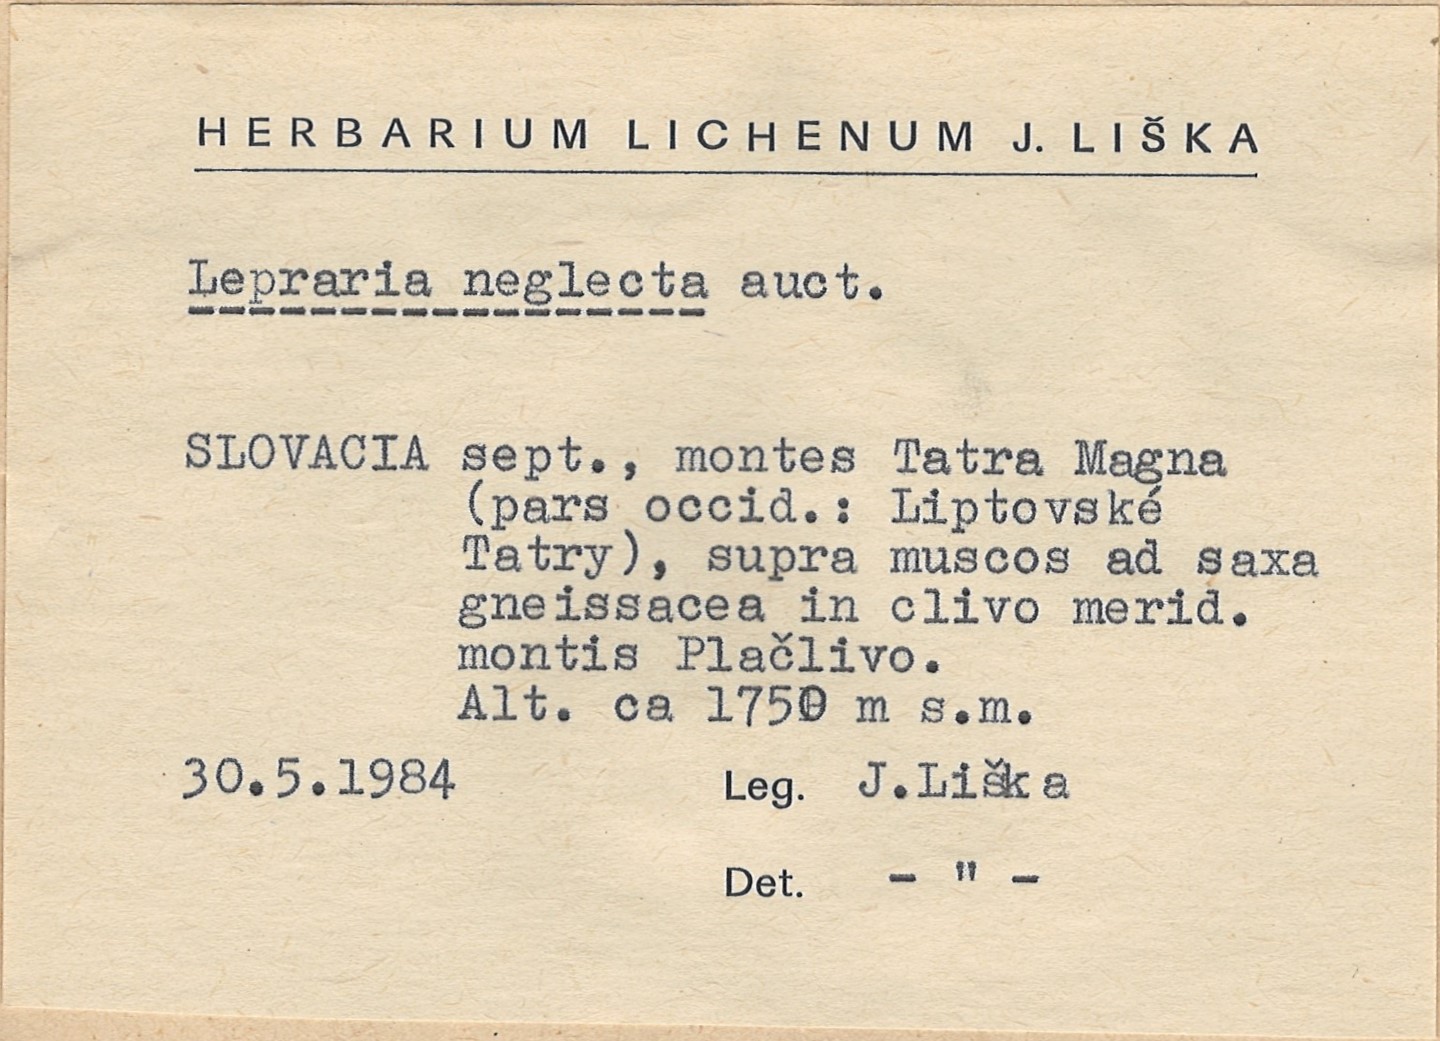 HERBARIUM LICHENUM J. LIŠKA
Lepraria neglecta auct.
SLOVACIA sept., montes Tatra Magna
(pars occid.: Liptovské
Tatry), supra muscos ad saxa
gneissacea in clivo merid.
montis Plačlivo.
Alt. ca 1750 m s.m.
30.5.1984 Leg. J.Liška
Det. - " -